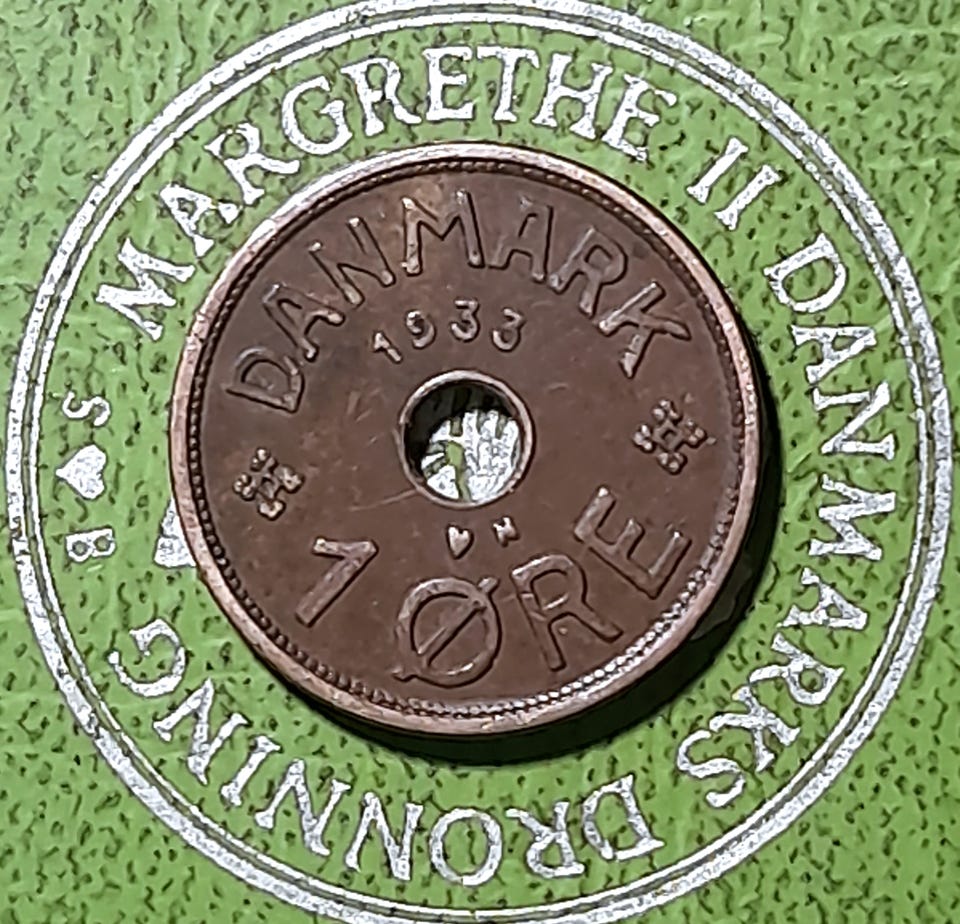 MARGRETHE II DANMARKS DRONNING
DANMARK
1933
N
1 ØRE